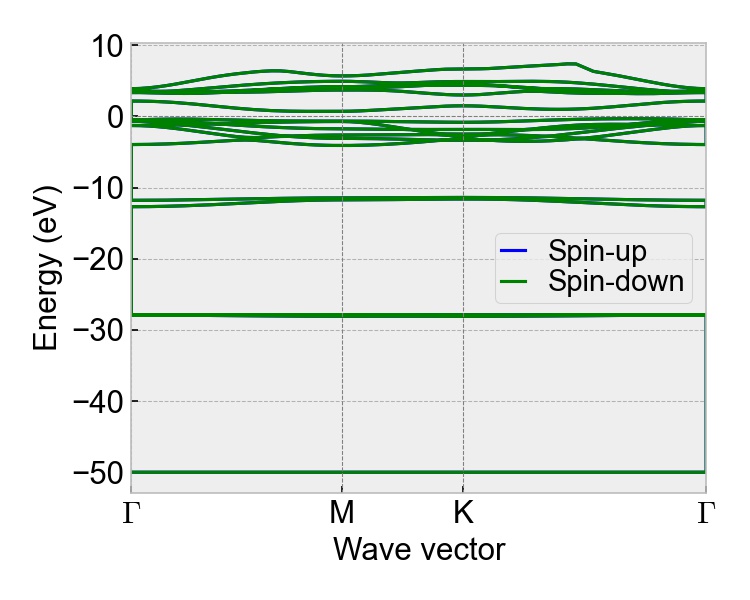 10
0
−10
−20
−30
−40
−50
Energy (eV)
Spin-up
Spin-down
Γ M K Γ
Wave vector